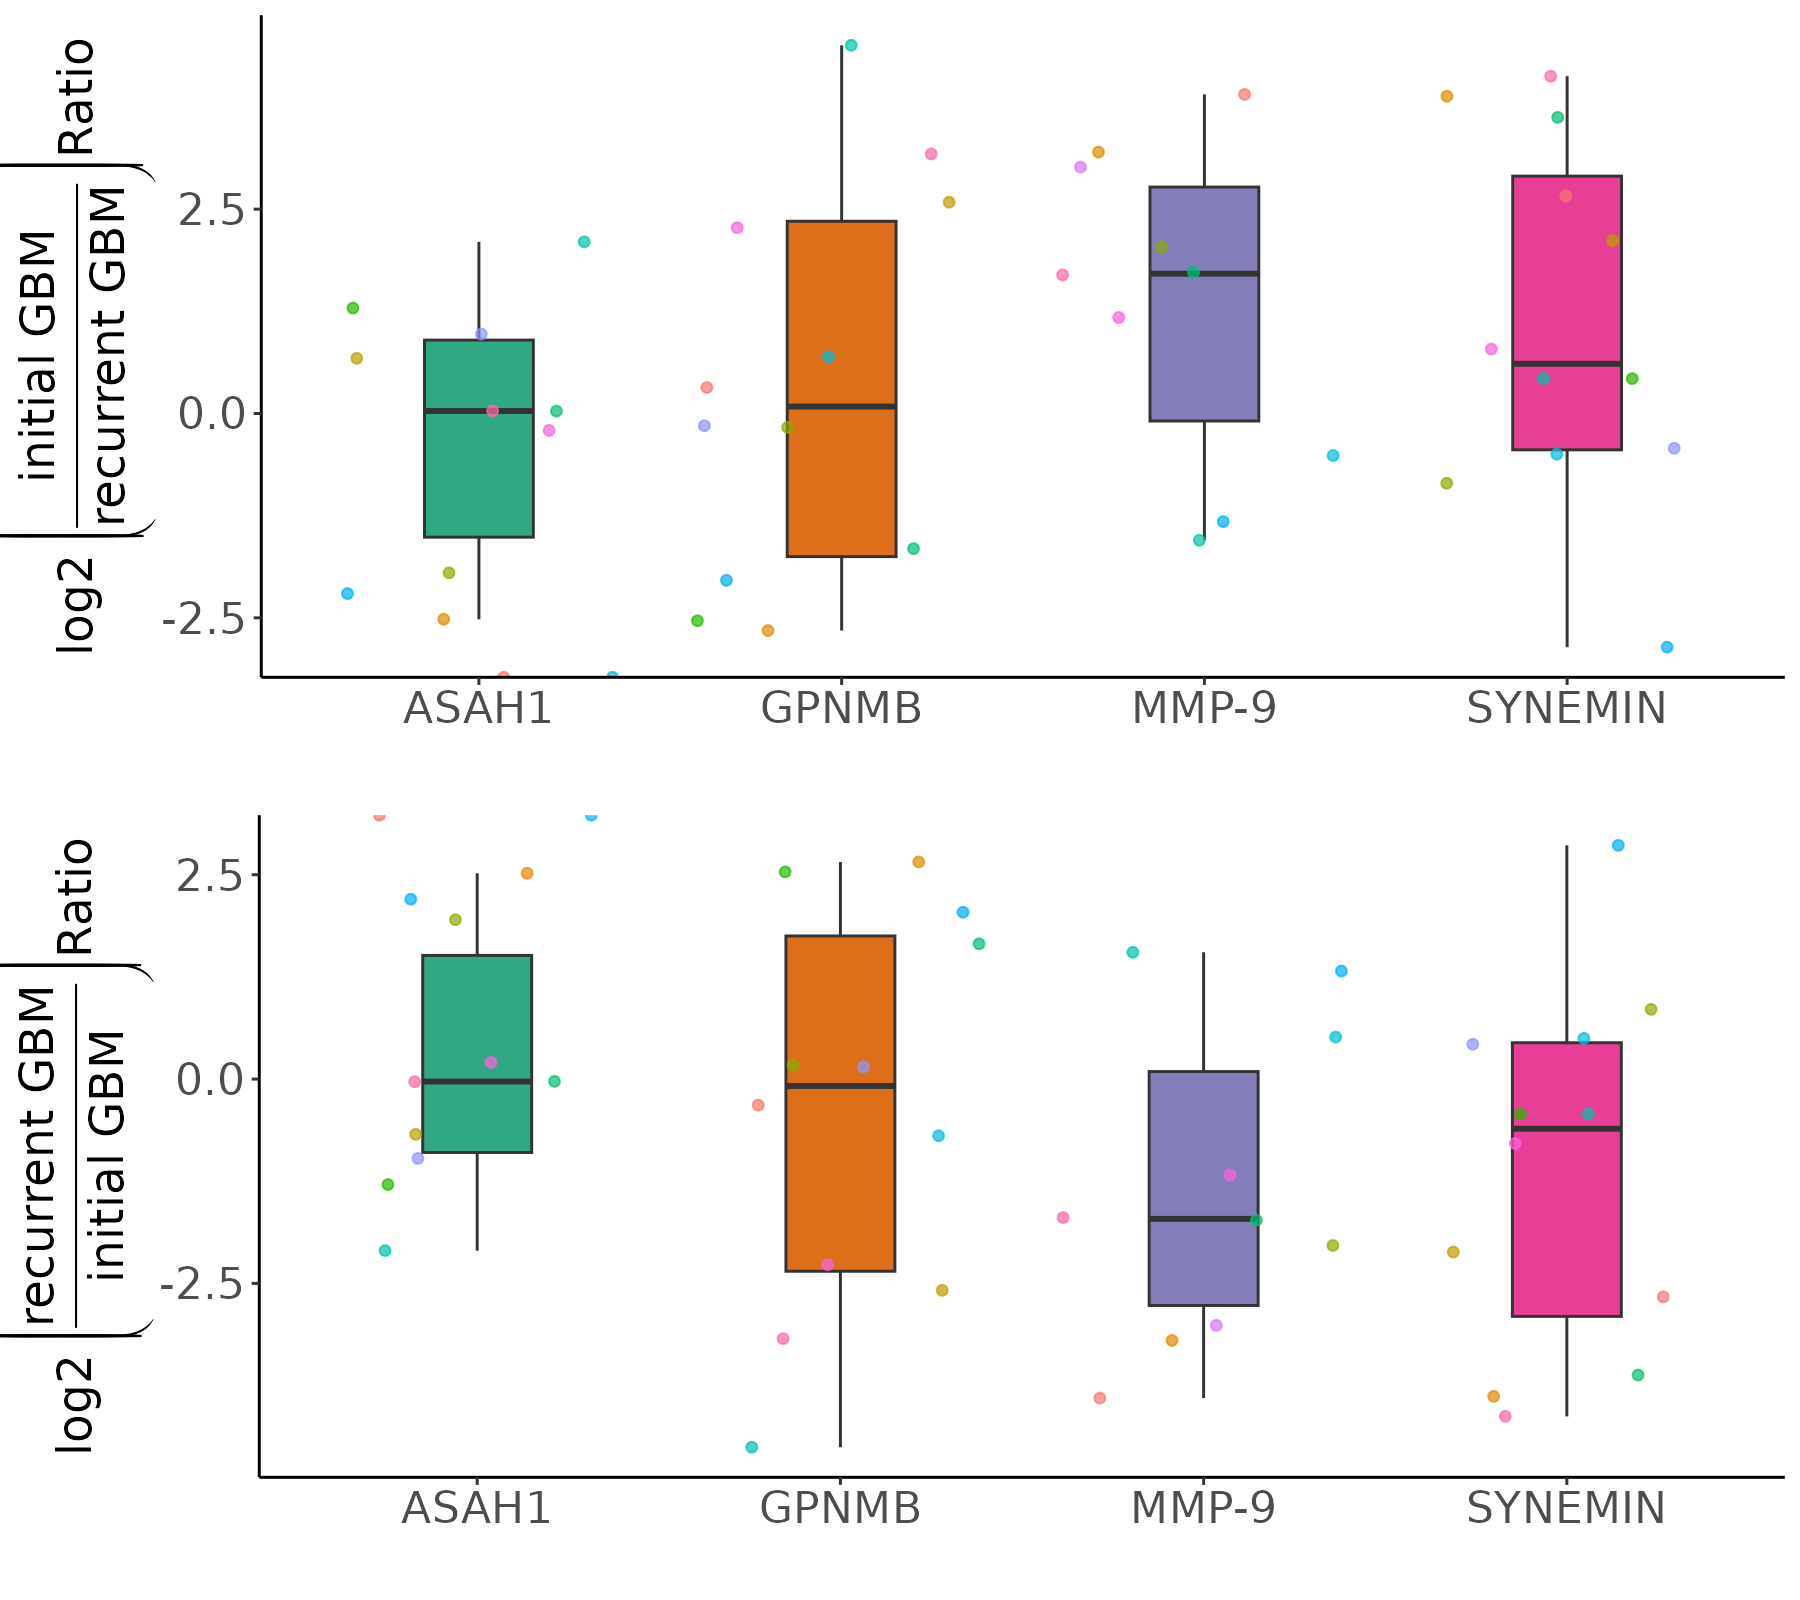 log2 (initial GBM / recurrent GBM) Ratio
2.5
0.0
-2.5
ASAH1 GPNMB MMP-9 SYNEMIN
log2 (recurrent GBM / initial GBM) Ratio
2.5
0.0
-2.5
ASAH1 GPNMB MMP-9 SYNEMIN